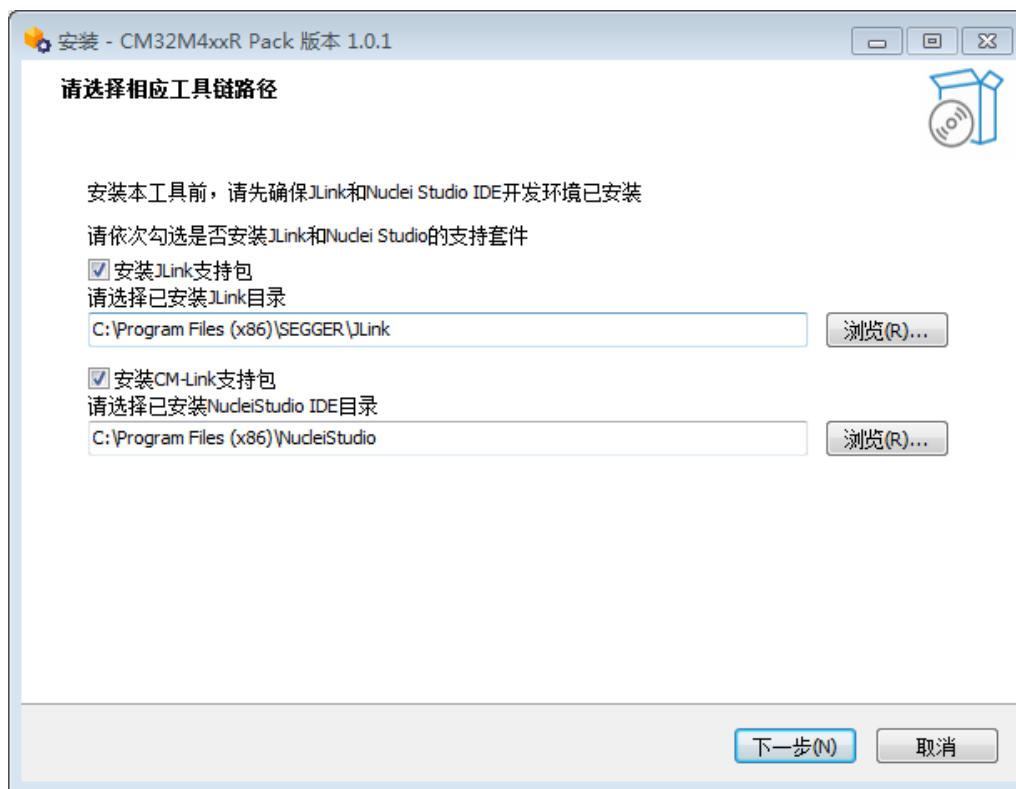 安装 - CM32M4xxR Pack 版本 1.0.1
请选择相应工具链路径
安装本工具前，请先确保JLink和Nuclei Studio IDE开发环境已安装
请依次勾选是否安装JLink和Nuclei Studio的支持套件
安装JLink支持包
请选择已安装JLink目录
C:\Program Files (x86)\SEGGER\JLink
浏览(R)...
安装CM-Link支持包
请选择已安装NucleiStudio IDE目录
C:\Program Files (x86)\NucleiStudio
浏览(R)...
下一步(N)
取消